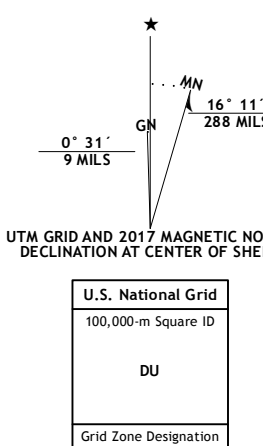 ★
MN
GN
0° 31´
9 MILS
16° 11´
288 MILS
UTM GRID AND 2017 MAGNETIC NO
DECLINATION AT CENTER OF SHE
U.S. National Grid
100,000-m Square ID
DU
Grid Zone Designation